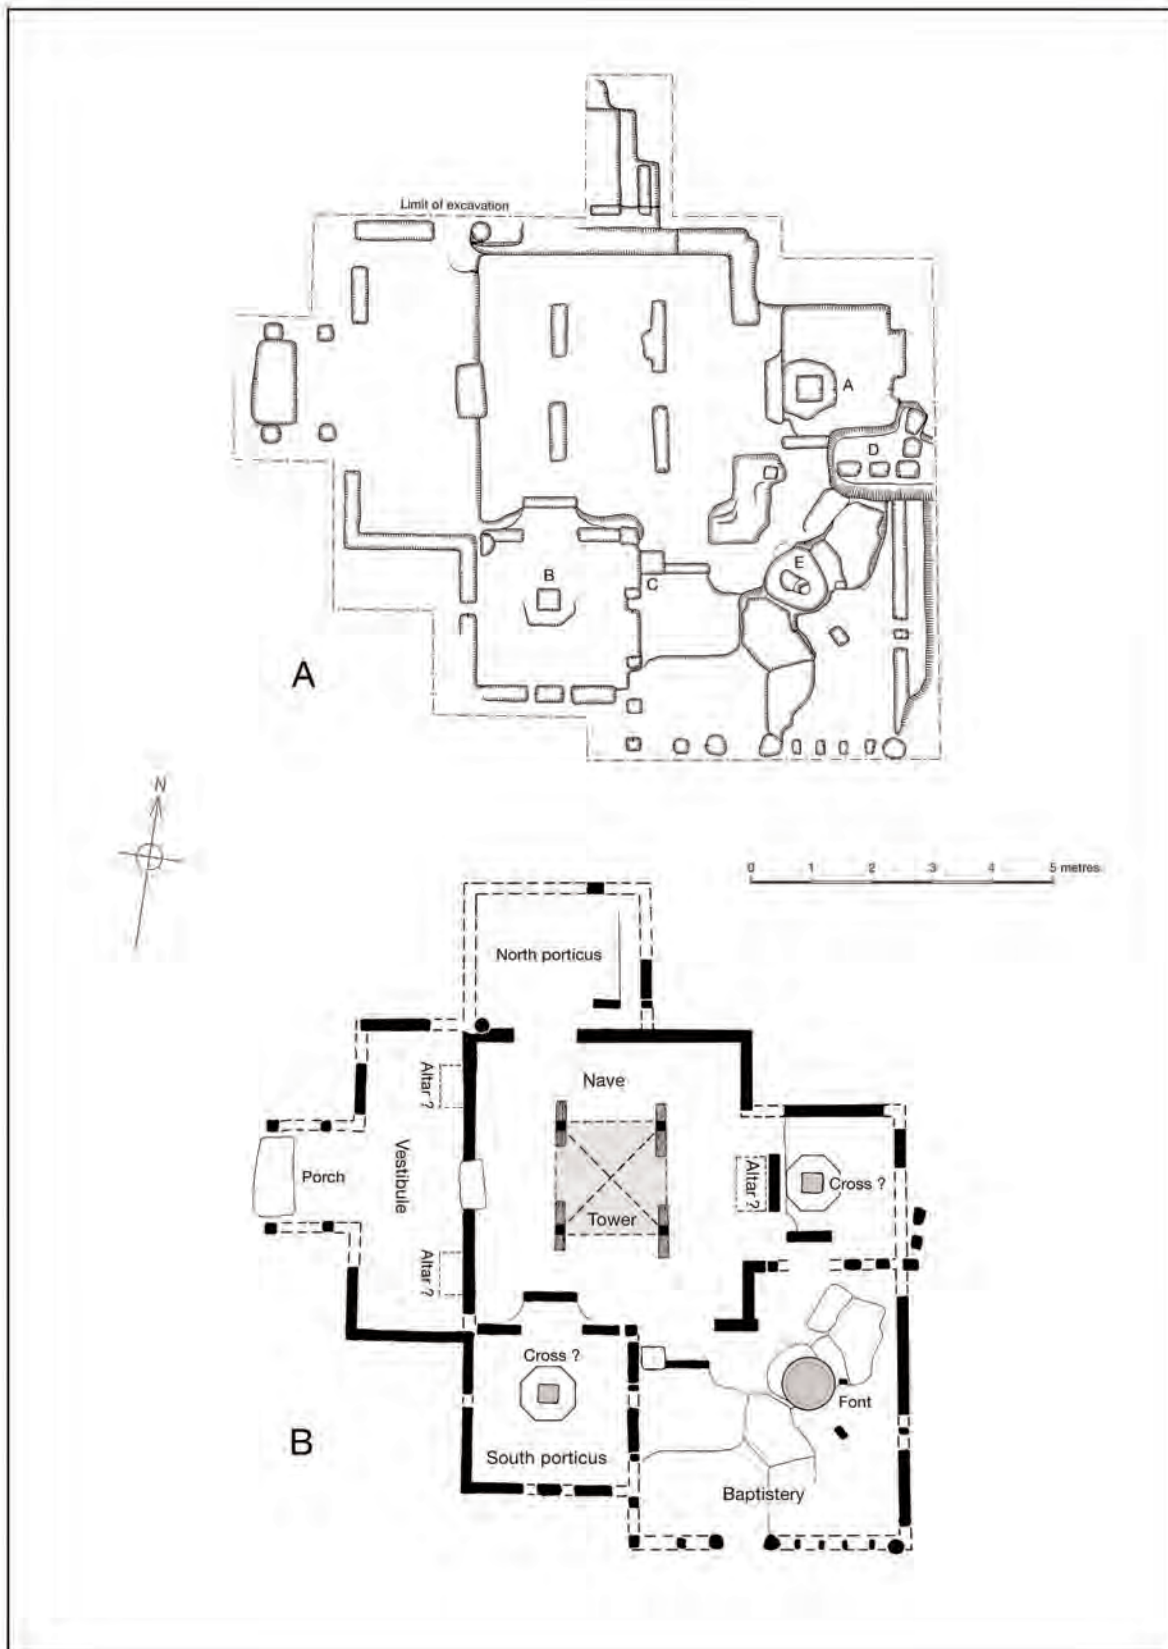 Limit of excavation
A
D
E
B
C
A
N
0 1 2 3 4 5 metres
North porticus
Nave
Altar ?
Vestibule
Porch
Altar ?
Cross ?
Tower
Altar ?
Cross ?
Font
B
South porticus
Baptistery